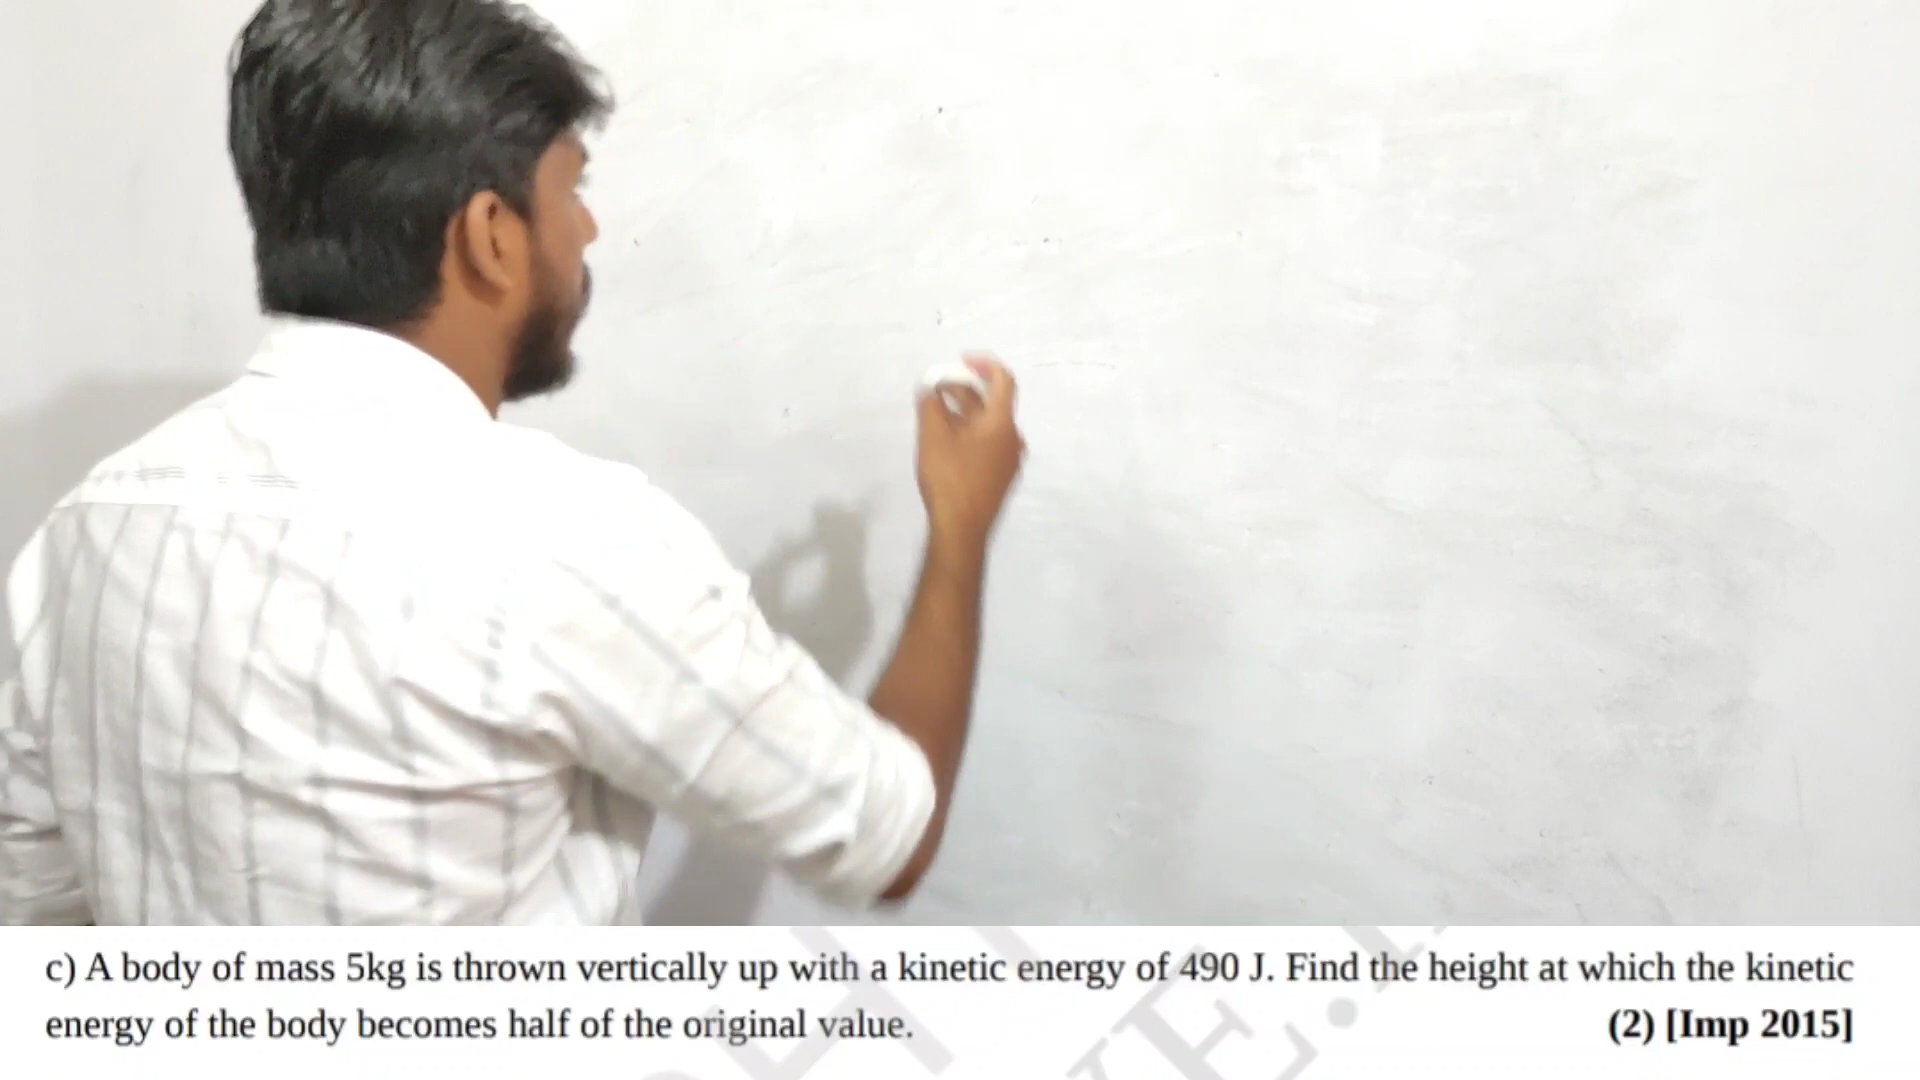 c) A body of mass 5kg is thrown vertically up with a kinetic energy of 490 J. Find the height at which the kinetic
energy of the body becomes half of the original value. (2) [Imp 2015]